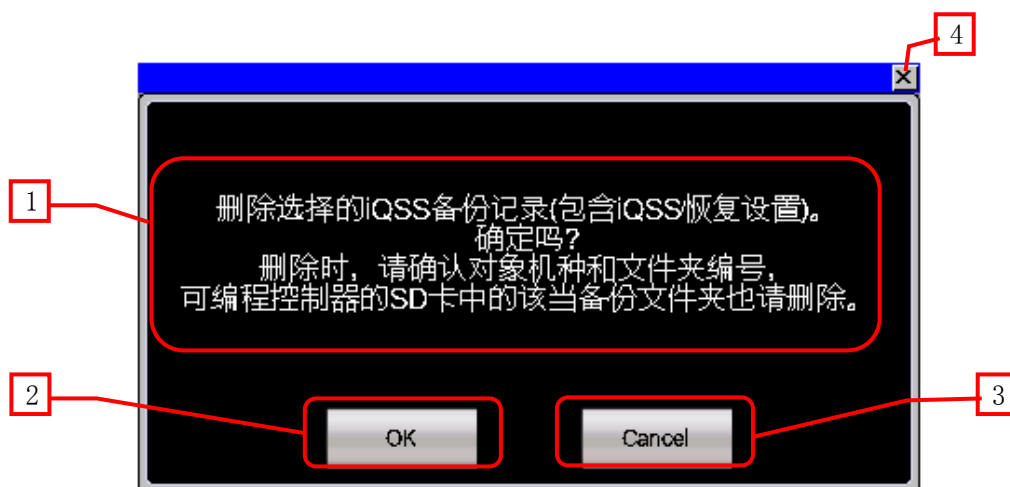 4
×
1
删除选择的iQSS备份记录(包含iQSS恢复设置)。
确定吗?
删除时，请确认对象机种和文件夹编号，
可编程控制器的SD卡中的该当备份文件夹也请删除。
2
OK
Cancel
3